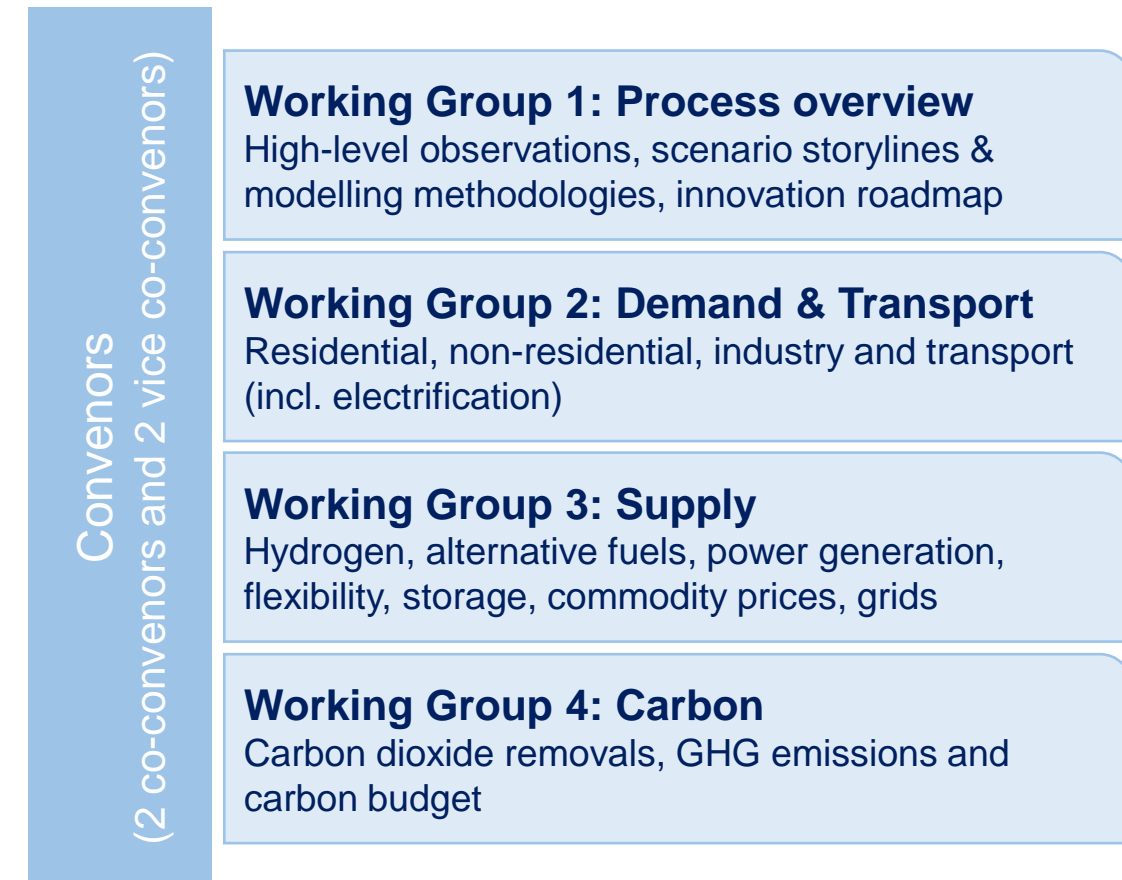 Convenors
(2 co-convenors and 2 vice co-convenors)
Working Group 1: Process overview
High-level observations, scenario storylines &
modelling methodologies, innovation roadmap
Working Group 2: Demand & Transport
Residential, non-residential, industry and transport
(incl. electrification)
Working Group 3: Supply
Hydrogen, alternative fuels, power generation,
flexibility, storage, commodity prices, grids
Working Group 4: Carbon
Carbon dioxide removals, GHG emissions and
carbon budget